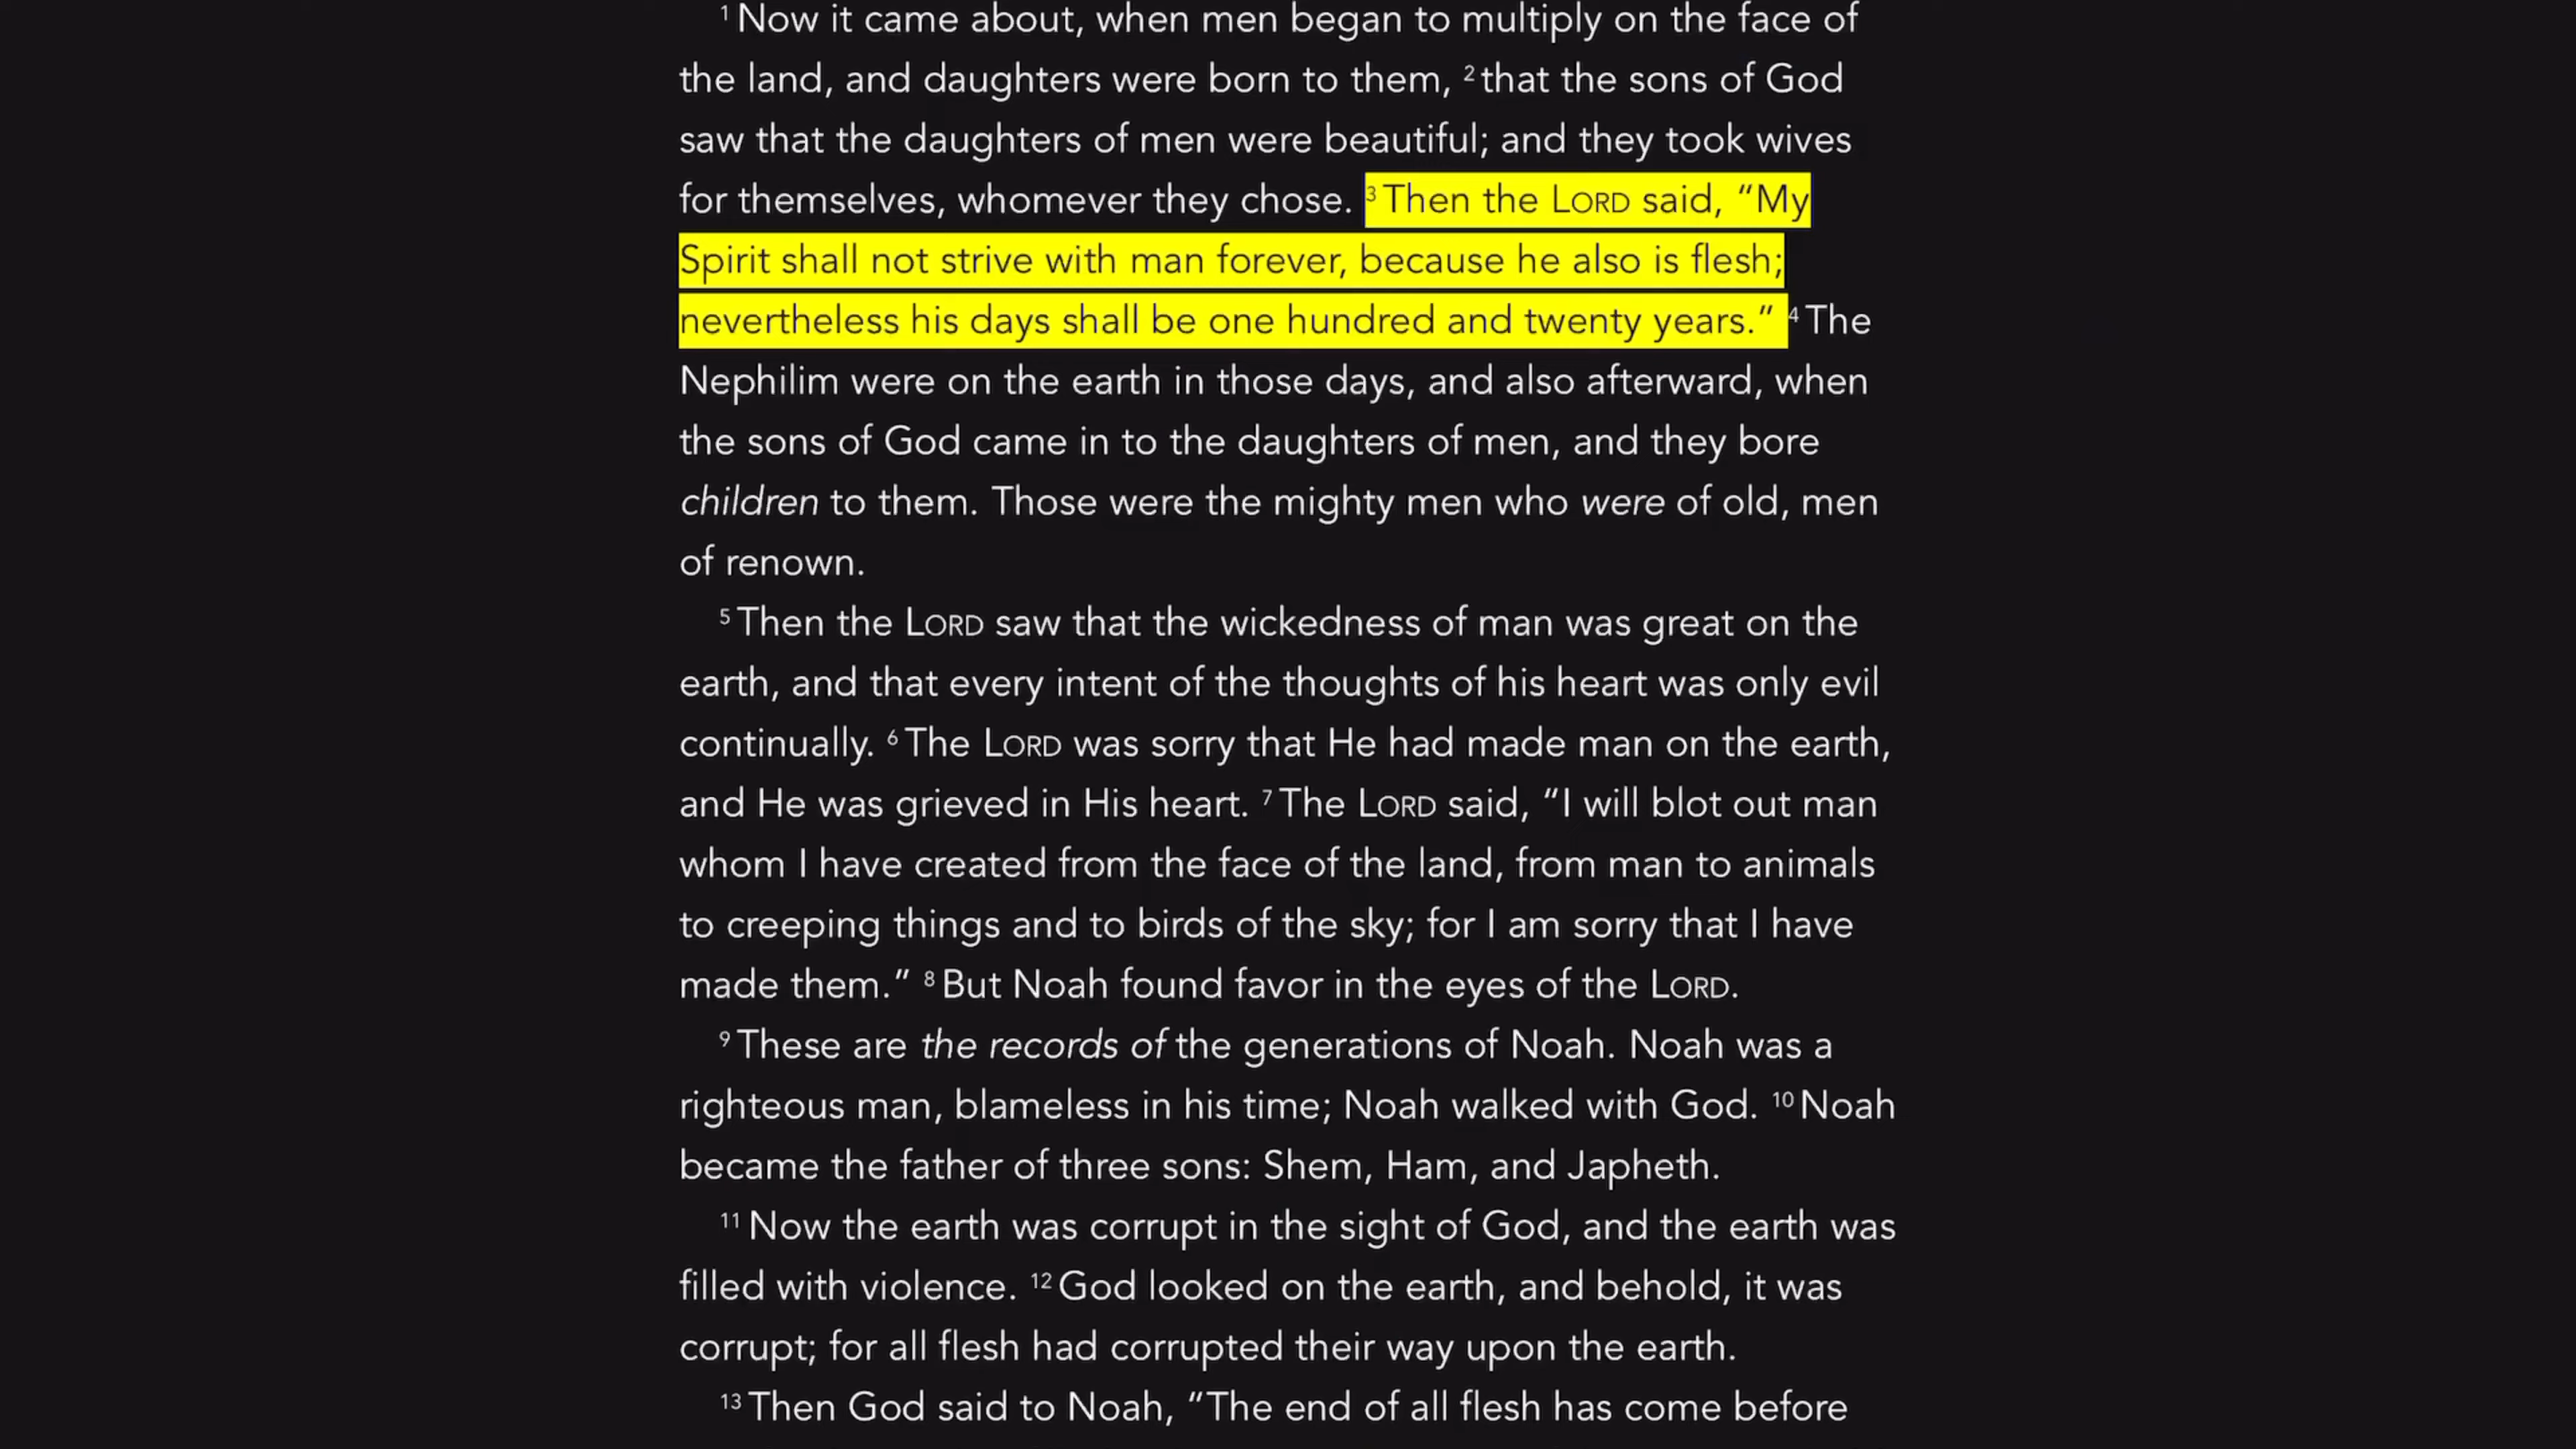 1 Now it came about, when men began to multiply on the face of
the land, and daughters were born to them, 2 that the sons of God
saw that the daughters of men were beautiful; and they took wives
for themselves, whomever they chose. 3 Then the LORD said, “My
Spirit shall not strive with man forever, because he also is flesh;
nevertheless his days shall be one hundred and twenty years.” 4 The
Nephilim were on the earth in those days, and also afterward, when
the sons of God came in to the daughters of men, and they bore
children to them. Those were the mighty men who were of old, men
of renown.
5 Then the LORD saw that the wickedness of man was great on the
earth, and that every intent of the thoughts of his heart was only evil
continually. 6 The LORD was sorry that He had made man on the earth,
and He was grieved in His heart. 7 The LORD said, “I will blot out man
whom I have created from the face of the land, from man to animals
to creeping things and to birds of the sky; for I am sorry that I have
made them.” 8 But Noah found favor in the eyes of the LORD.
9 These are the records of the generations of Noah. Noah was a
righteous man, blameless in his time; Noah walked with God. 10 Noah
became the father of three sons: Shem, Ham, and Japheth.
11 Now the earth was corrupt in the sight of God, and the earth was
filled with violence. 12 God looked on the earth, and behold, it was
corrupt; for all flesh had corrupted their way upon the earth.
13 Then God said to Noah, “The end of all flesh has come before